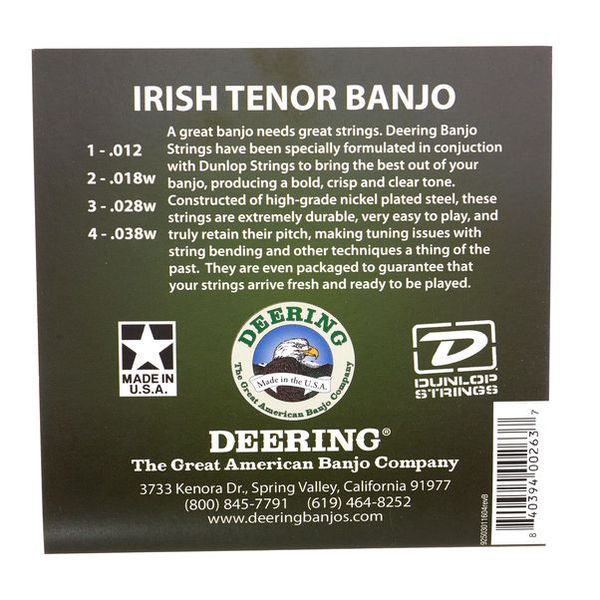 IRISH TENOR BANJO
1 - .012
2 - .018w
3 - .028w
4 - .038w
A great banjo needs great strings. Deering Banjo
Strings have been specially formulated in conjuction
with Dunlop Strings to bring the best out of your
banjo, producing a bold, crisp and clear tone.
Constructed of high-grade nickel plated steel, these
strings are extremely durable, very easy to play, and
truly retain their pitch, making tuning issues with
string bending and other techniques a thing of the
past. They are even packaged to guarantee that
your strings arrive fresh and ready to be played.
MADE IN
U.S.A.
DEERING
Made in the U.S.A.
The Great American Banjo Company
D
DUNLOP
STRINGS
DEERING®
The Great American Banjo Company
3733 Kenora Dr., Spring Valley, California 91977
(800) 845-7791 (619) 464-8252
www.deeringbanjos.com
92503011604revB
8 40394 00263 7